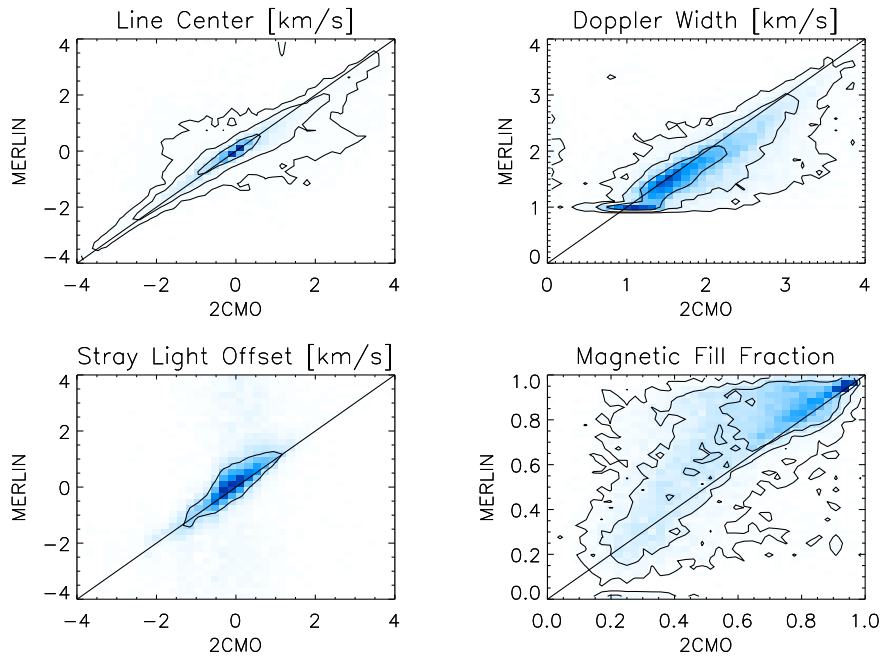 Line Center [km/s]
4
2
0
−2
−4
MERLIN
−4 −2 0 2 4
2CMO
Doppler Width [km/s]
4
3
2
1
0
MERLIN
0 1 2 3 4
2CMO
Stray Light Offset [km/s]
4
2
0
−2
−4
MERLIN
−4 −2 0 2 4
2CMO
Magnetic Fill Fraction
1.0
0.8
0.6
0.4
0.2
0.0
MERLIN
0.0 0.2 0.4 0.6 0.8 1.0
2CMO